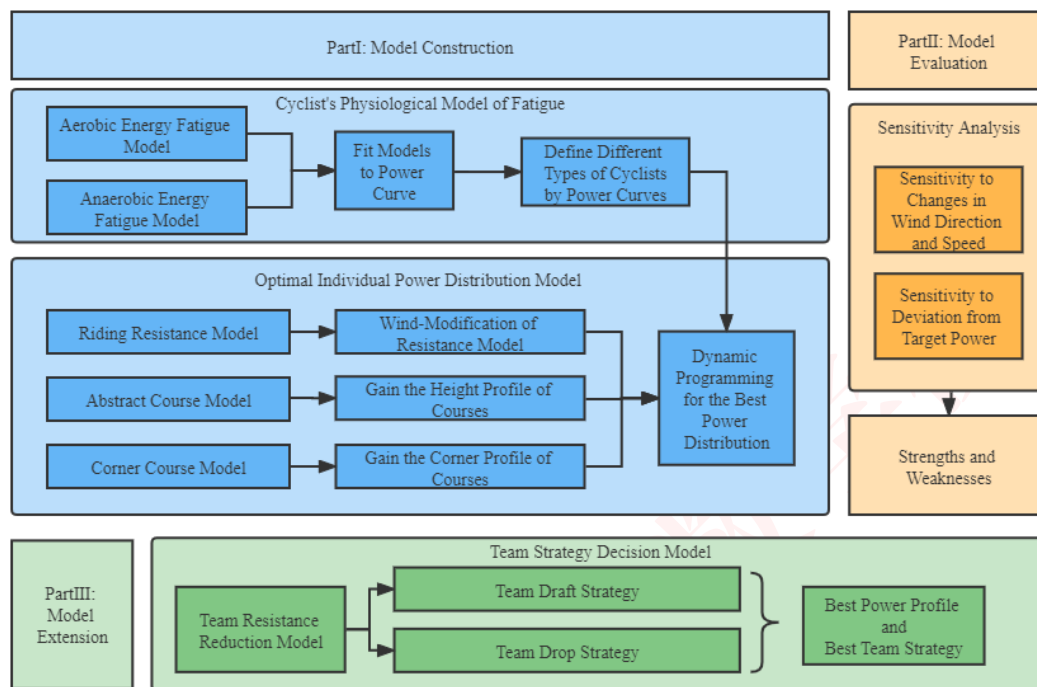 PartI: Model Construction
PartII: Model
Evaluation
Cyclist's Physiological Model of Fatigue
Aerobic Energy Fatigue
Model
Anaerobic Energy
Fatigue Model
Fit Models
to Power
Curve
Define Different
Types of Cyclists
by Power Curves
Optimal Individual Power Distribution Model
Riding Resistance Model
Wind-Modification of
Resistance Model
Abstract Course Model
Gain the Height Profile of
Courses
Corner Course Model
Gain the Corner Profile of
Courses
Dynamic
Programming
for the Best
Power
Distribution
Sensitivity Analysis
Sensitivity to
Changes in
Wind Direction
and Speed
Sensitivity to
Deviation from
Target Power
Strengths and
Weaknesses
PartIII:
Model
Extension
Team Strategy Decision Model
Team Resistance
Reduction Model
Team Draft Strategy
Team Drop Strategy
Best Power Profile
and
Best Team Strategy